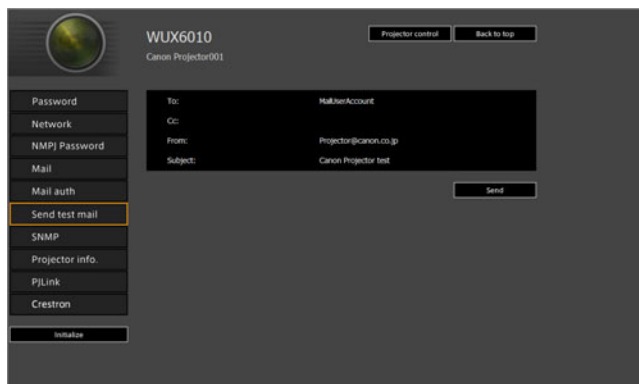 WUX6010
Canon Projector001
Projector control
Back to top
Password
Network
NMPJ Password
Mail
Mail auth
Send test mail
SNMP
Projector info.
PJLink
Crestron
Initialize
To: MailUserAccount
Cc:
From: Projector@canon.co.jp
Subject: Canon Projector test
Send